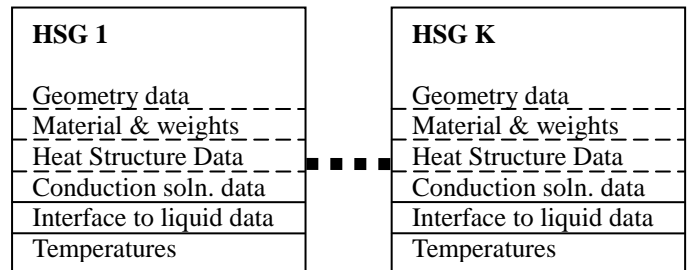 HSG 1
Geometry data
Material & weights
Heat Structure Data
Conduction soln. data
Interface to liquid data
Temperatures
HSG K
Geometry data
Material & weights
Heat Structure Data
Conduction soln. data
Interface to liquid data
Temperatures